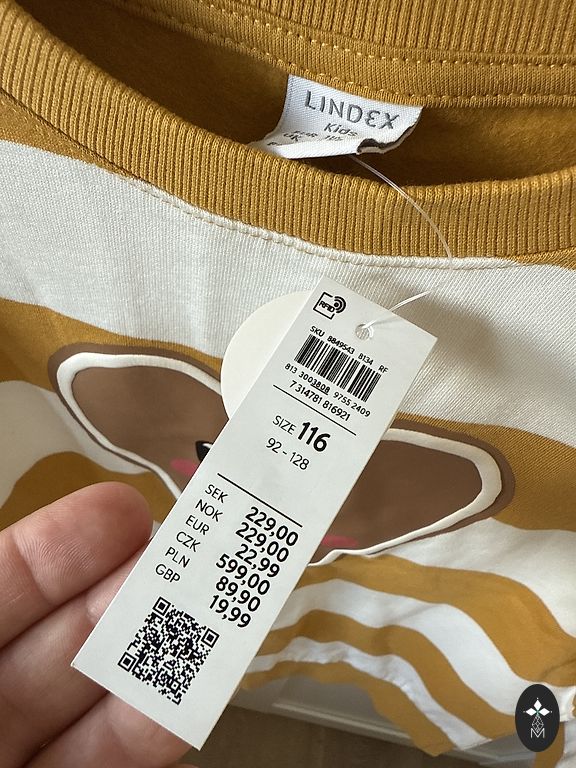 LINDEX
Kids
RFID
SKU 8849543 8134 RF
813 3003808 9755 2409
7 314781 816921
SIZE 116
92 - 128
SEK 229,00
NOK 229,00
EUR 22,99
CZK 599,00
PLN 89,90
GBP 19,99
M